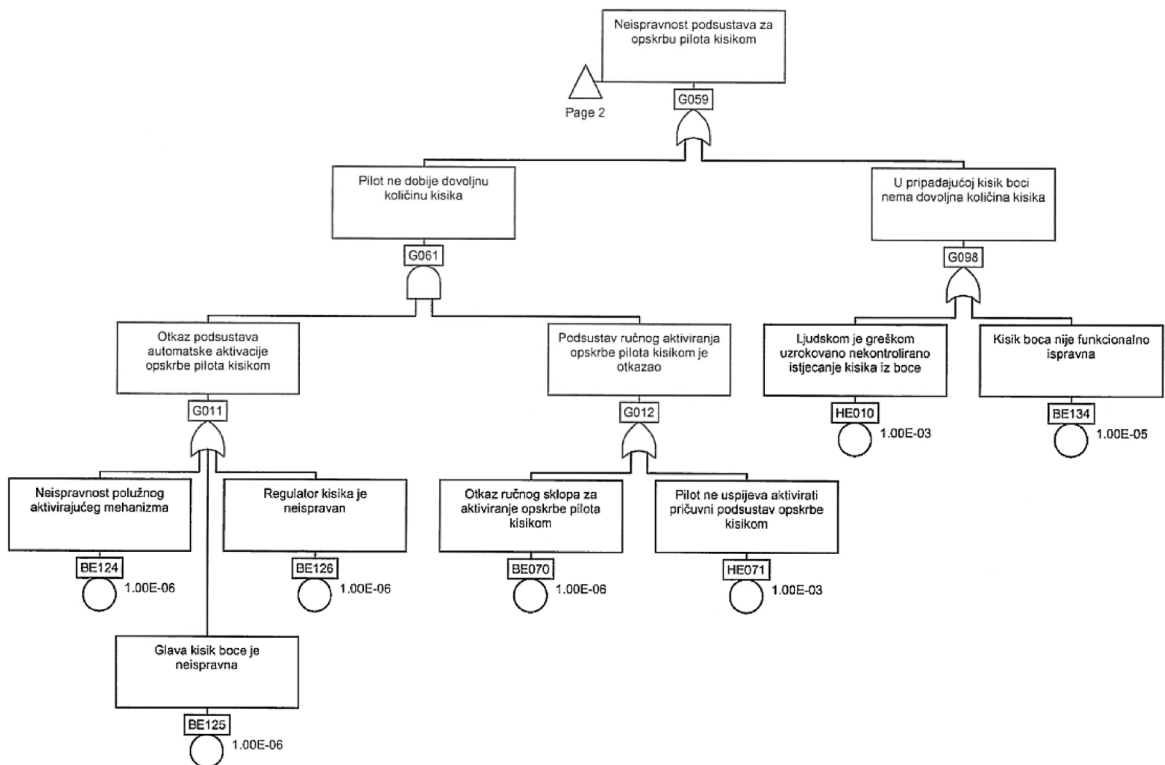 Neispravnost podsustava za
opskrbu pilota kisikom
Page 2
G059
Pilot ne dobije dovoljnu
količinu kisika
G061
U pripadajućoj kisik boci
nema dovoljna količina kisika
G098
Otkaz podsustava
automatske aktivacije
opskrbe pilota kisikom
G011
Podsustav ručnog aktiviranja
opskrbe pilota kisikom je
otkazao
G012
Ljudskom je greškom
uzrokovano nekontrolirano
istjecanje kisika iz boce
HE010
1.00E-03
Kisik boca nije funkcionalno
ispravna
BE134
1.00E-05
Neispravnost polužnog
aktivirajućeg mehanizma
BE124
1.00E-06
Regulator kisika je
neispravan
BE126
1.00E-06
Otkaz ručnog sklopa za
aktiviranje opskrbe pilota
kisikom
BE070
1.00E-06
Pilot ne uspijeva aktivirati
pričuvni podsustav opskrbe
kisikom
HE071
1.00E-03
Glava kisik boce je
neispravna
BE125
1.00E-06